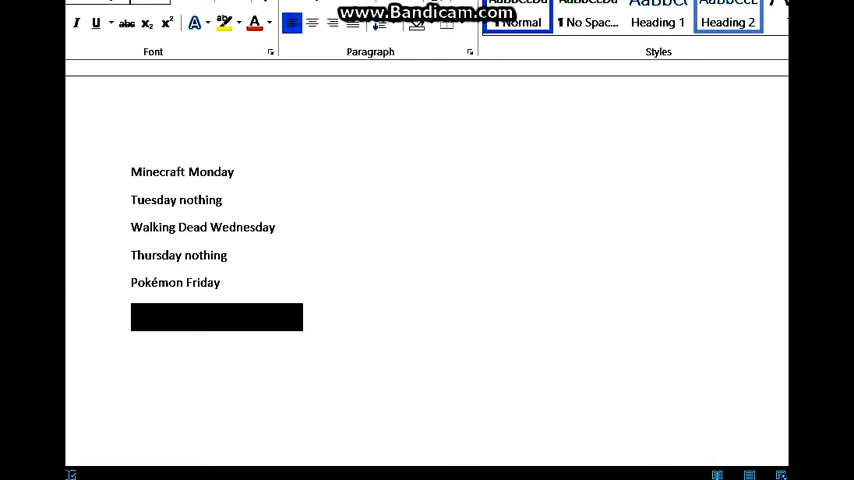 www.Bandicam.com
Normal
¶ No Spac...
Heading 1
Heading 2
Font
Paragraph
Styles
Minecraft Monday
Tuesday nothing
Walking Dead Wednesday
Thursday nothing
Pokémon Friday